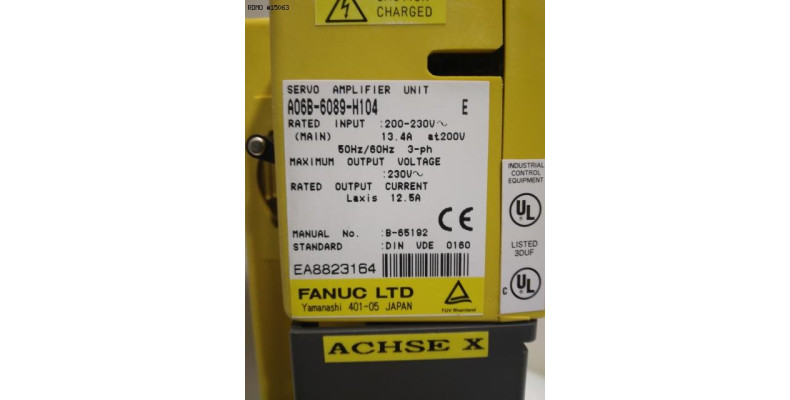 RDMO #15063
CAUTION
CHARGED
SERVO AMPLIFIER UNIT
A06B-6089-H104 E
RATED INPUT :200-230V~
(MAIN) 13.4A at200V
50Hz/60Hz 3-ph
MAXIMUM OUTPUT VOLTAGE
:230V~
RATED OUTPUT CURRENT
Laxis 12.5A
CE
MANUAL No. :B-65192
STANDARD :DIN VDE 0160
EA8823164
FANUC LTD
Yamanashi 401-05 JAPAN
TÜV Rheinland
INDUSTRIAL
CONTROL
EQUIPMENT
UL
LISTED
3DUF
c UL
ACHSE X